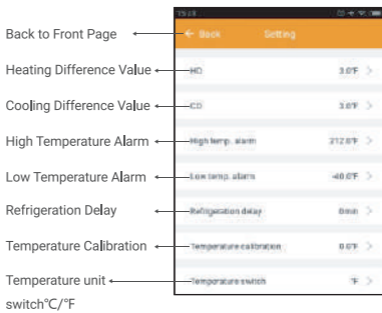 15:19
Back to Front Page
← Back Setting
Heating Difference Value
HD 3.0°F >
Cooling Difference Value
CD 3.0°F >
High Temperature Alarm
High temp. alarm 212.0°F >
Low Temperature Alarm
Low temp. alarm -40.0°F >
Refrigeration Delay
Refrigeration delay 0min >
Temperature Calibration
Temperature calibration 0.0°F >
Temperature unit
Temperature switch °F >
switch°C/°F